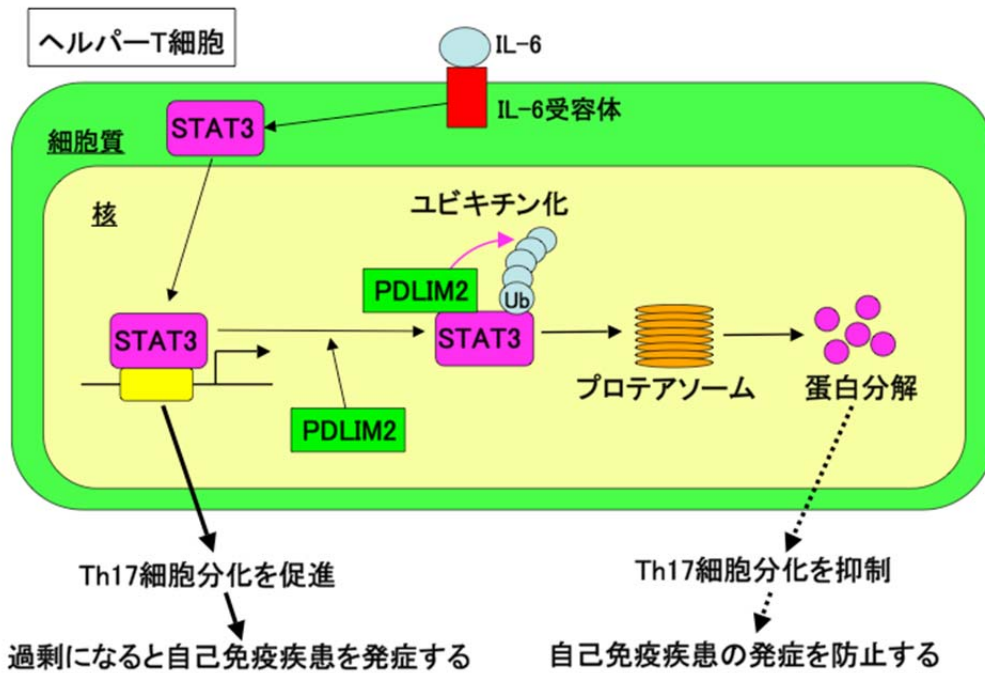 ヘルパーT細胞
IL-6
IL-6受容体
STAT3
細胞質
核
ユビキチン化
PDLIM2
Ub
STAT3
STAT3
プロテアソーム
蛋白分解
PDLIM2
Th17細胞分化を促進
Th17細胞分化を抑制
過剰になると自己免疫疾患を発症する
自己免疫疾患の発症を防止する